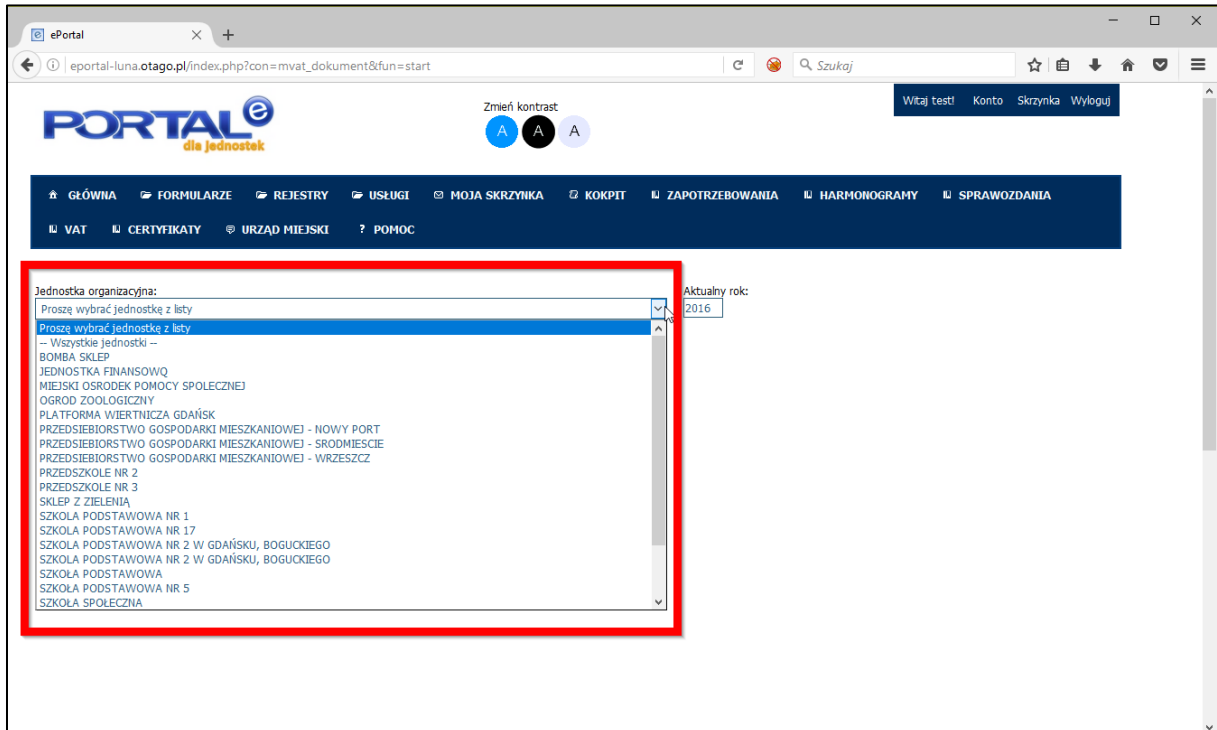 ePortal
eportal-luna.otago.pl/index.php?con=mvat_dokument&fun=start
Szukaj
PORTAL e
dla jednostek
Zmień kontrast
A A A
Witaj test! Konto Skrzynka Wyloguj
GŁÓWNA FORMULARZE REJESTRY USŁUGI MOJA SKRZYNKA KOKPIT ZAPOTRZEBOWANIA HARMONOGRAMY SPRAWOZDANIA
VAT CERTYFIKATY URZĄD MIEJSKI ? POMOC
Jednostka organizacyjna: Aktualny rok:
Proszę wybrać jednostkę z listy 2016
Proszę wybrać jednostkę z listy
-- Wszystkie jednostki --
BOMBA SKLEP
JEDNOSTKA FINANSOWQ
MIEJSKI OSRODEK POMOCY SPOLECZNEJ
OGROD ZOOLOGICZNY
PLATFORMA WIERTNICZA GDAŃSK
PRZEDSIEBIORSTWO GOSPODARKI MIESZKANIOWEJ - NOWY PORT
PRZEDSIEBIORSTWO GOSPODARKI MIESZKANIOWEJ - SRODMIESCIE
PRZEDSIEBIORSTWO GOSPODARKI MIESZKANIOWEJ - WRZESZCZ
PRZEDSZKOLE NR 2
PRZEDSZKOLE NR 3
SKLEP Z ZIELENIĄ
SZKOLA PODSTAWOWA NR 1
SZKOLA PODSTAWOWA NR 17
SZKOLA PODSTAWOWA NR 2 W GDAŃSKU, BOGUCKIEGO
SZKOLA PODSTAWOWA NR 2 W GDAŃSKU, BOGUCKIEGO
SZKOŁA PODSTAWOWA
SZKOŁA PODSTAWOWA NR 5
SZKOŁA SPOŁECZNA